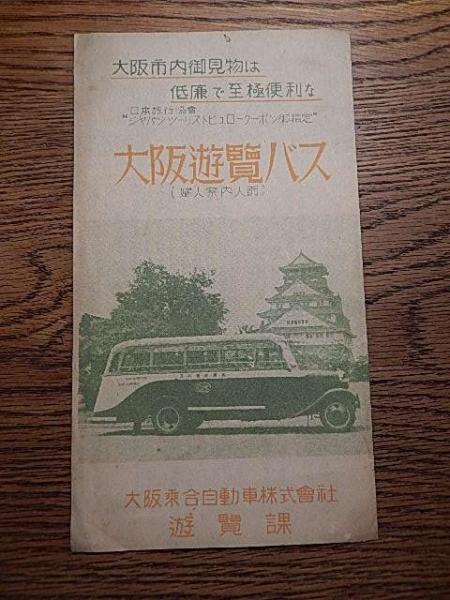 大阪市内御見物は
低廉で至極便利な
日本旅行協會
"ジャパンツーリストビューロークーポン御指定"
大阪遊覽バス
（婦人案内人附）
大阪乘合自動車株式會社
遊覽課